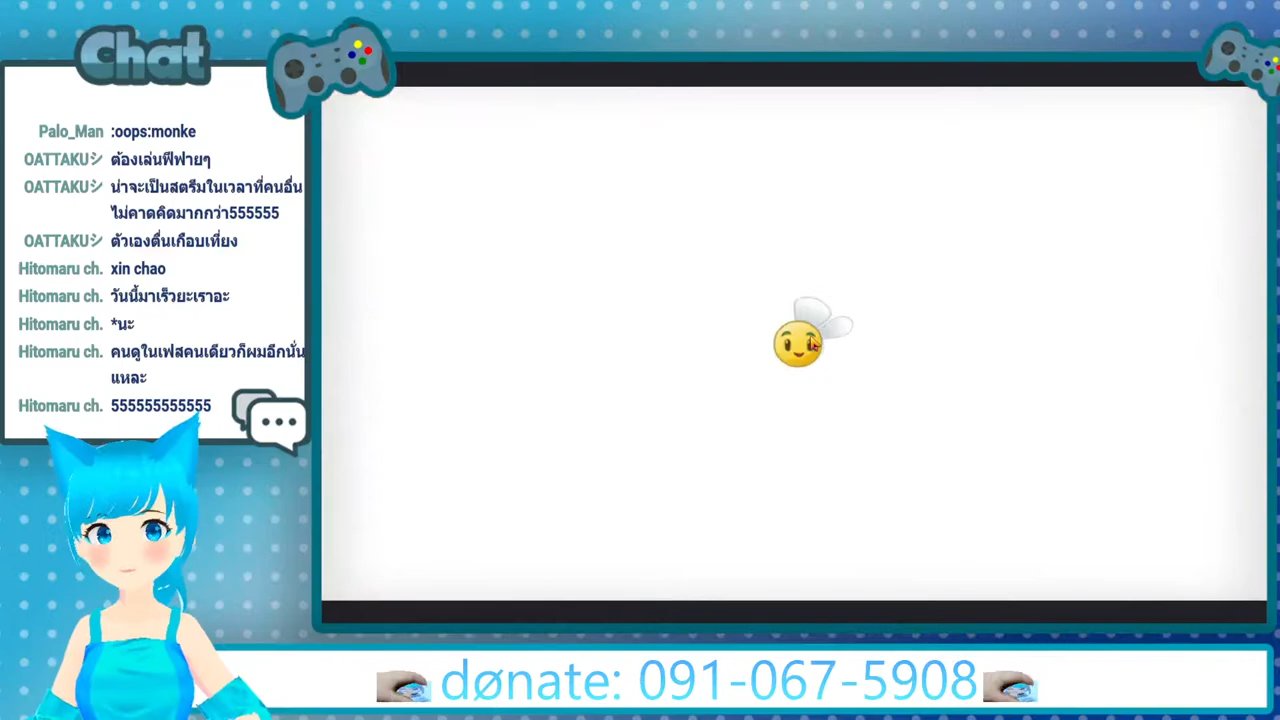 Chat
Palo_Man :oops:monke
OATTAKUシ ต้องเล่นฟีฟายๆ
OATTAKUシ น่าจะเป็นสตรีมในเวลาที่คนอื่น
ไม่คาดคิดมากกว่า555555
OATTAKUシ ตัวเองตื่นเกือบเที่ยง
Hitomaru ch. xin chao
Hitomaru ch. วันนี้มาเร็วยะเราอะ
Hitomaru ch. *นะ
Hitomaru ch. คนดูในเฟสคนเดียวก็ผมอีกนั่น
แหละ
Hitomaru ch. 555555555555
dønate: 091-067-5908